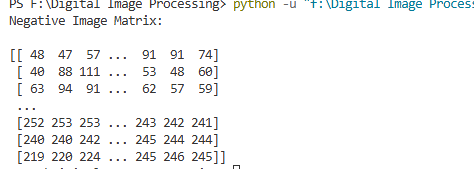 PS F:\Digital Image Processing> python -u "f:\Digital Image Proces
Negative Image Matrix:
[[ 48  47  57 ...  91  91  74]
 [ 40  88 111 ...  53  48  60]
 [ 63  94  91 ...  62  57  59]
 ...
 [252 253 253 ... 243 242 241]
 [240 240 242 ... 245 244 244]
 [219 220 224 ... 245 246 245]]